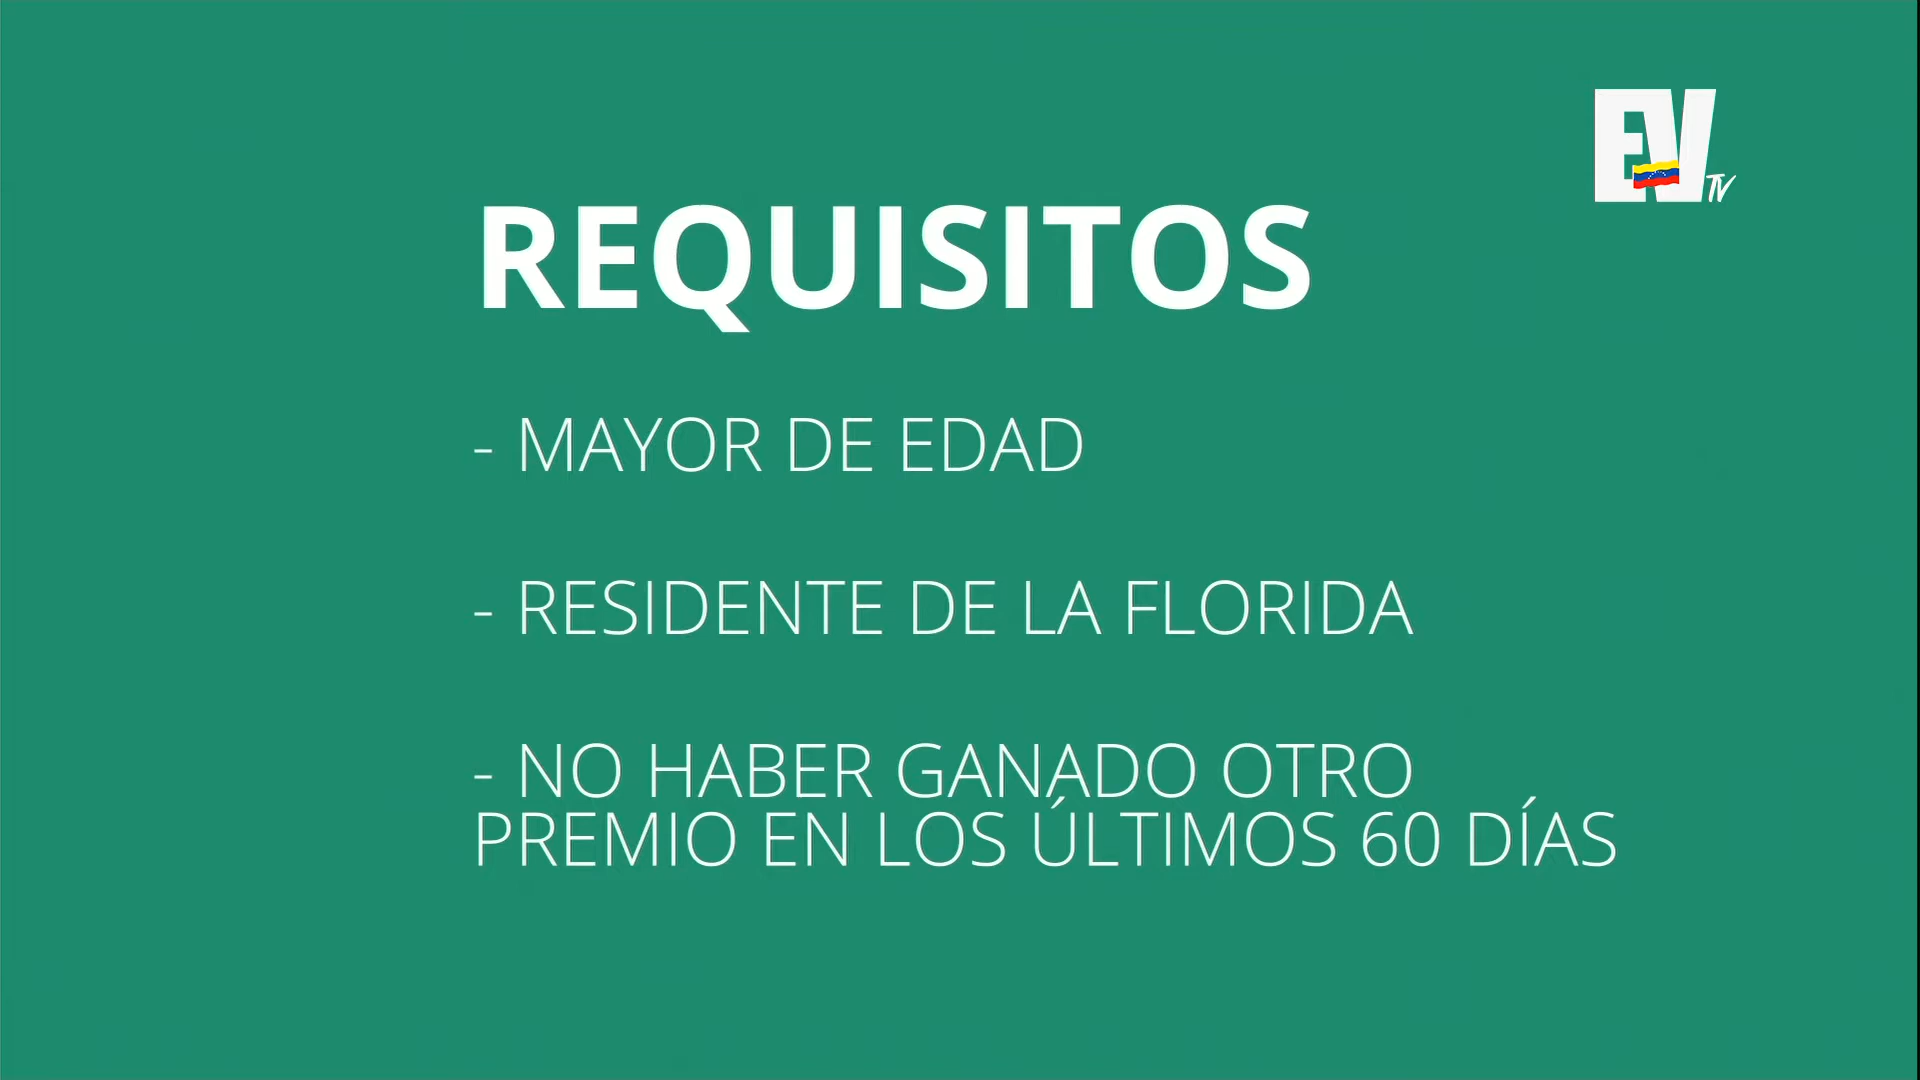 EV TV
REQUISITOS
- MAYOR DE EDAD
- RESIDENTE DE LA FLORIDA
- NO HABER GANADO OTRO
PREMIO EN LOS ÚLTIMOS 60 DÍAS